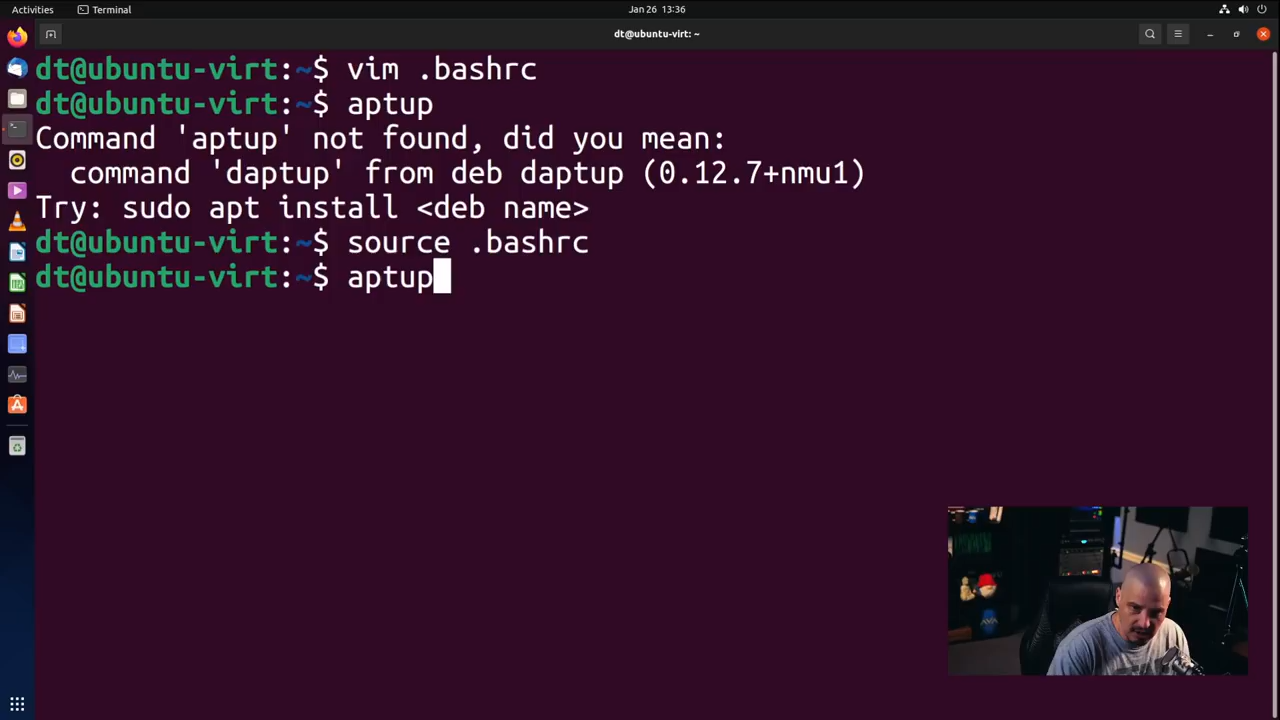 Activities
Terminal
Jan 26 13:36
dt@ubuntu-virt: ~
dt@ubuntu-virt:~$ vim .bashrc
dt@ubuntu-virt:~$ aptup
Command 'aptup' not found, did you mean:
  command 'daptup' from deb daptup (0.12.7+nmu1)
Try: sudo apt install <deb name>
dt@ubuntu-virt:~$ source .bashrc
dt@ubuntu-virt:~$ aptup